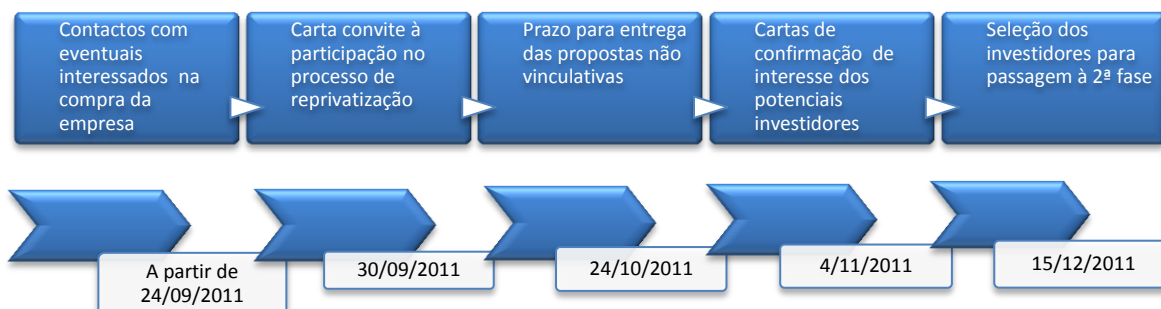 Contactos com
eventuais
interessados na
compra da
empresa
Carta convite à
participação no
processo de
reprivatização
Prazo para entrega
das propostas não
vinculativas
Cartas de
confirmação de
interesse dos
potenciais
investidores
Seleção dos
investidores para
passagem à 2ª fase
A partir de
24/09/2011
30/09/2011
24/10/2011
4/11/2011
15/12/2011